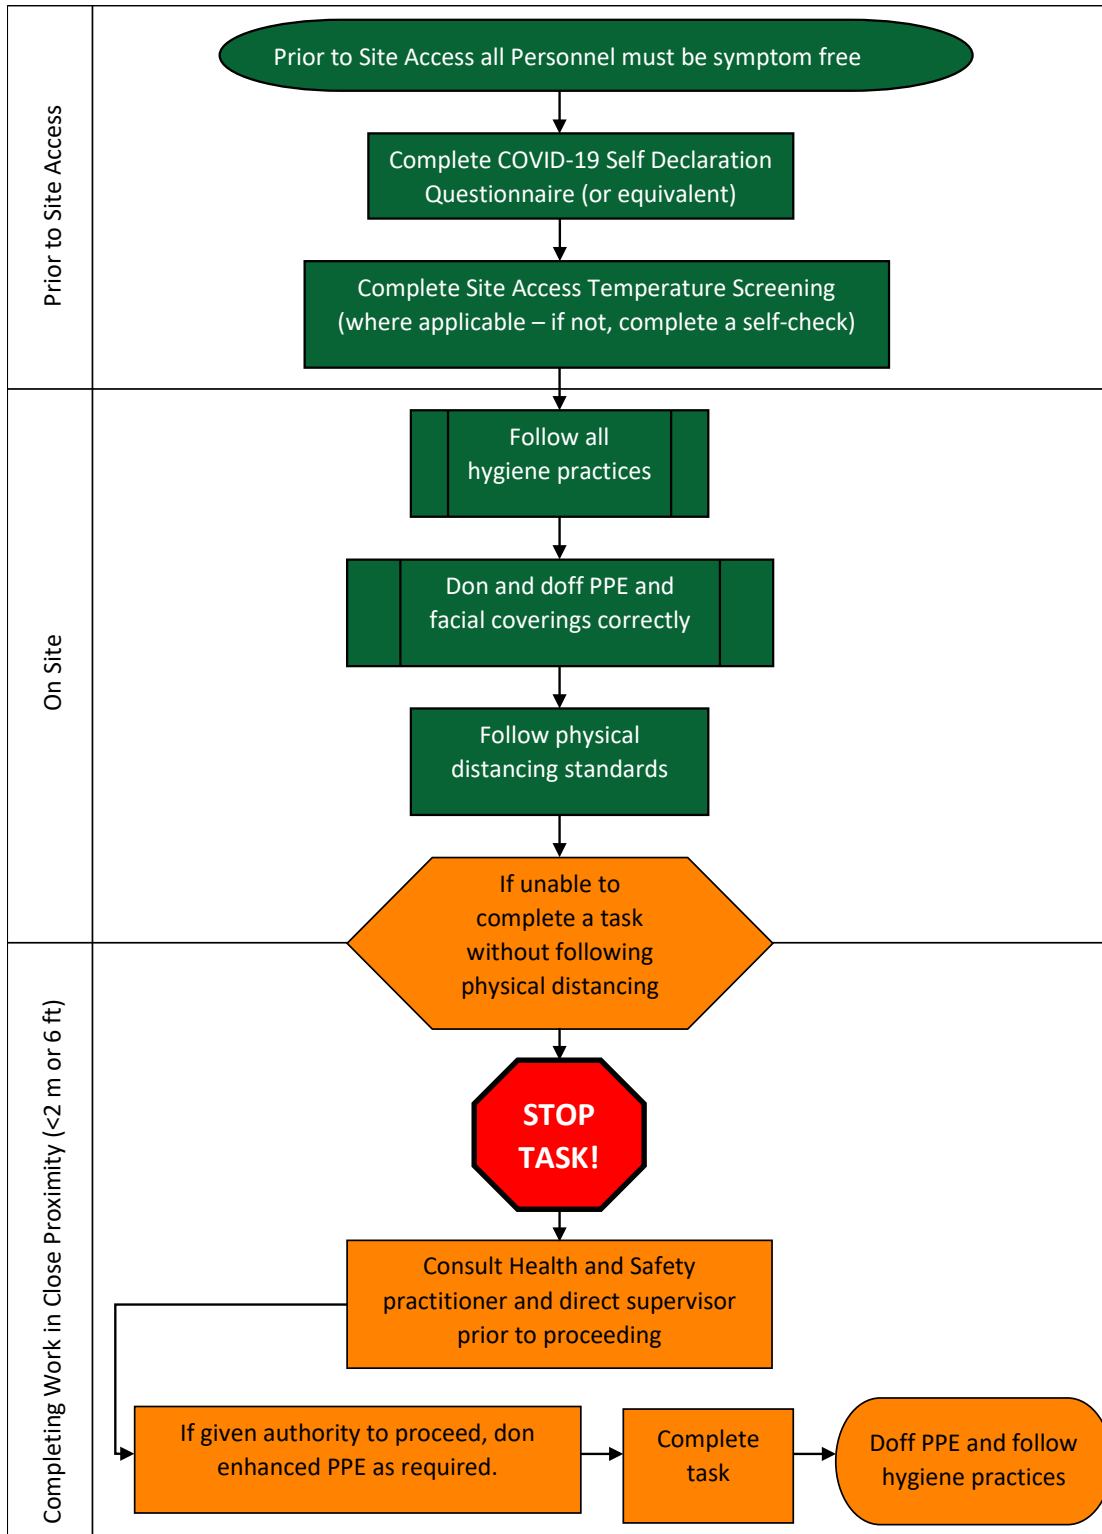 Prior to Site Access
Prior to Site Access all Personnel must be symptom free
Complete COVID-19 Self Declaration
Questionnaire (or equivalent)
Complete Site Access Temperature Screening
(where applicable – if not, complete a self-check)
On Site
Follow all
hygiene practices
Don and doff PPE and
facial coverings correctly
Follow physical
distancing standards
If unable to
complete a task
without following
physical distancing
Completing Work in Close Proximity (<2 m or 6 ft)
STOP
TASK!
Consult Health and Safety
practitioner and direct supervisor
prior to proceeding
If given authority to proceed, don
enhanced PPE as required.
Complete
task
Doff PPE and follow
hygiene practices